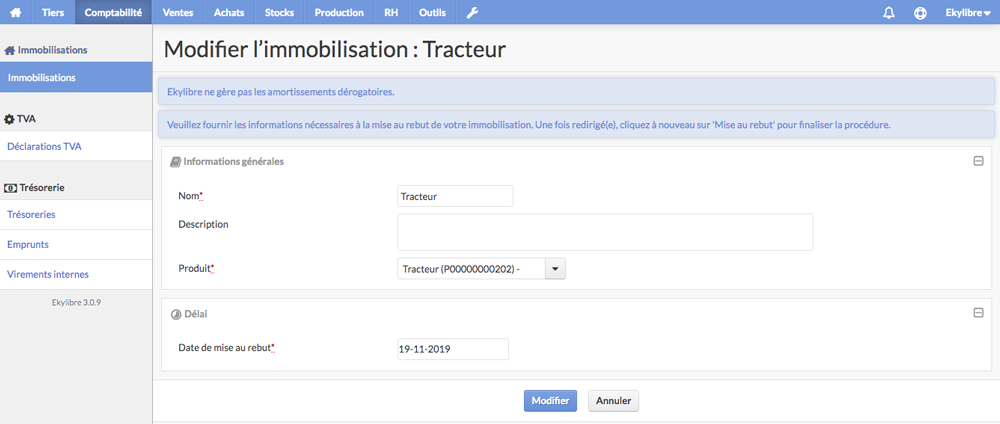 Tiers Comptabilité Ventes Achats Stocks Production RH Outils Ekylibre
Immobilisations
Immobilisations
TVA
Déclarations TVA
Trésorerie
Trésoreries
Emprunts
Virements internes
Ekylibre 3.0.9
Modifier l’immobilisation : Tracteur
Ekylibre ne gère pas les amortissements dérogatoires.
Veuillez fournir les informations nécessaires à la mise au rebut de votre immobilisation. Une fois redirigé(e), cliquez à nouveau sur 'Mise au rebut' pour finaliser la procédure.
Informations générales
Nom* Tracteur
Description
Produit* Tracteur (P00000000202) -
Délai
Date de mise au rebut* 19-11-2019
Modifier Annuler